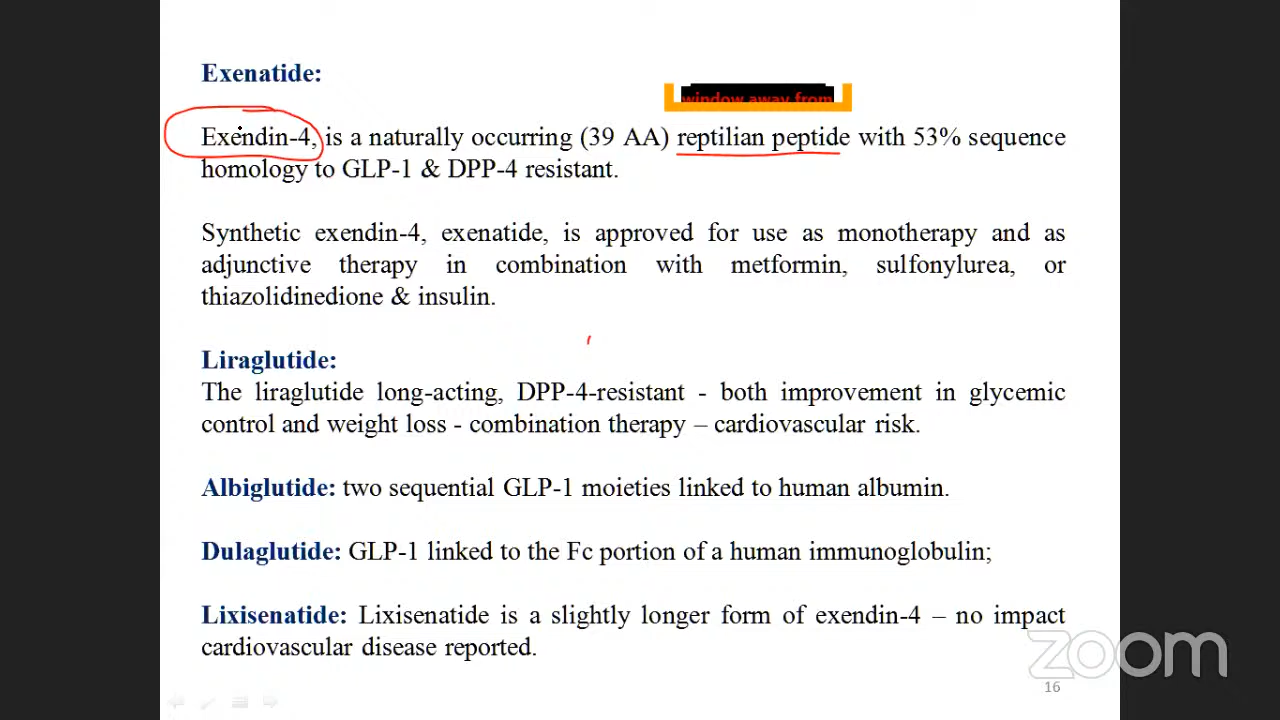 Exenatide:
window away from
Exendin-4, is a naturally occurring (39 AA) reptilian peptide with 53% sequence
homology to GLP-1 & DPP-4 resistant.
Synthetic exendin-4, exenatide, is approved for use as monotherapy and as
adjunctive therapy in combination with metformin, sulfonylurea, or
thiazolidinedione & insulin.
Liraglutide:
The liraglutide long-acting, DPP-4-resistant - both improvement in glycemic
control and weight loss - combination therapy – cardiovascular risk.
Albiglutide: two sequential GLP-1 moieties linked to human albumin.
Dulaglutide: GLP-1 linked to the Fc portion of a human immunoglobulin;
Lixisenatide: Lixisenatide is a slightly longer form of exendin-4 – no impact
cardiovascular disease reported.
zoom
16